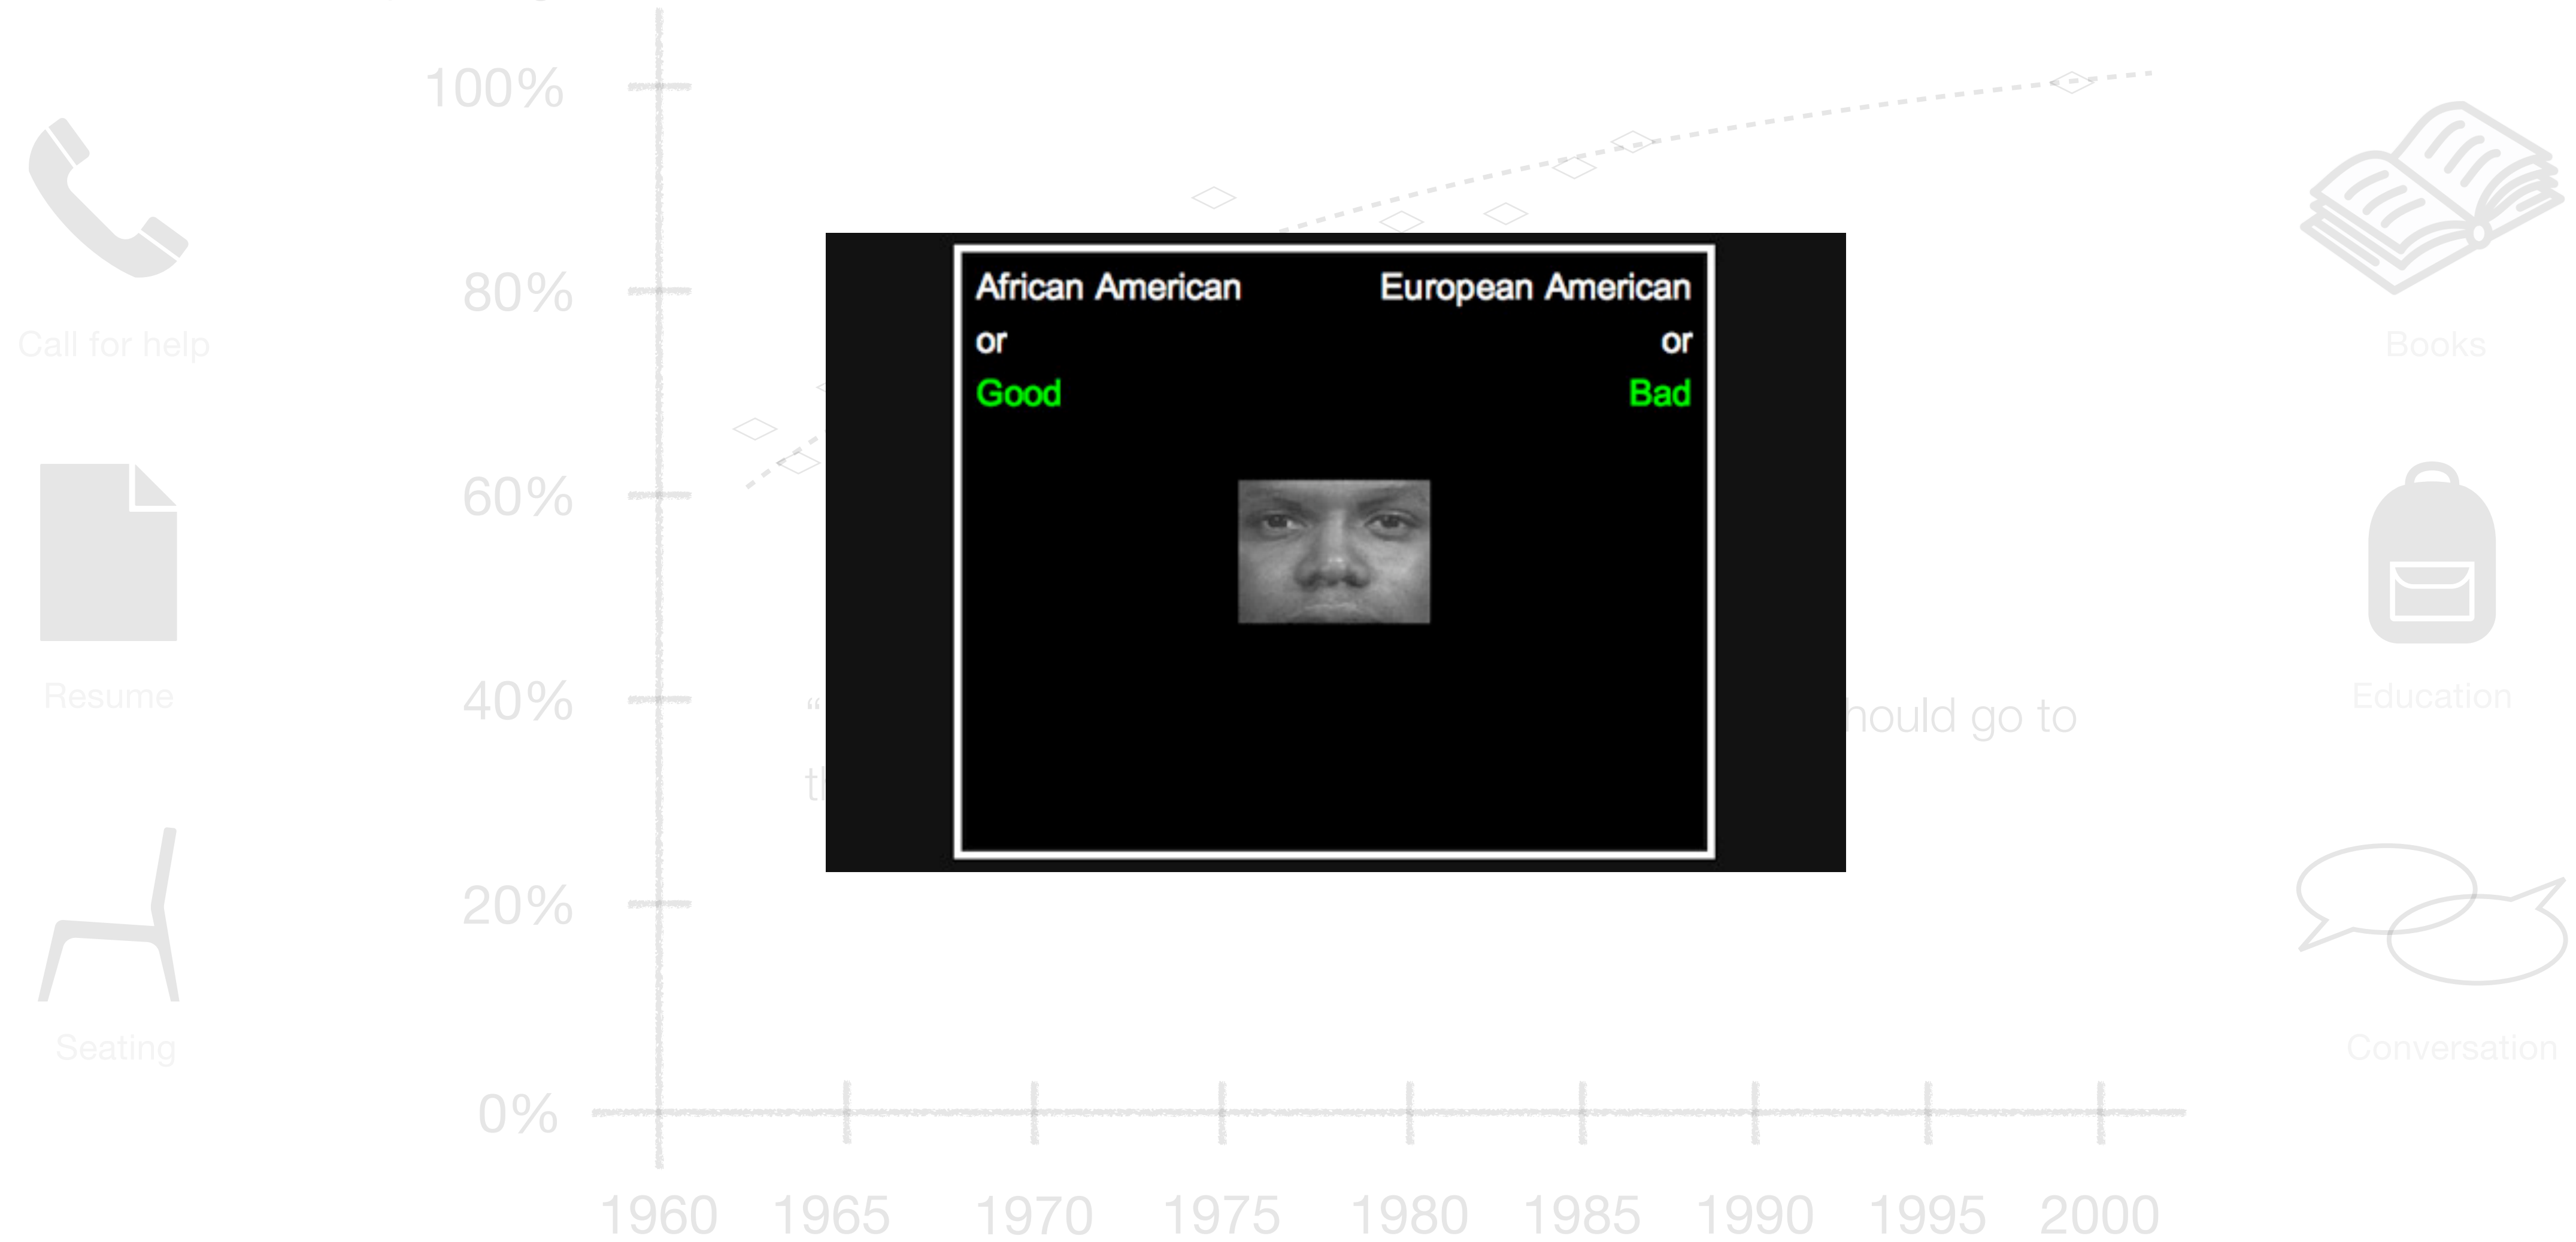 100%
80%
60%
40%
20%
0%
1960 1965 1970 1975 1980 1985 1990 1995 2000
Call for help
Resume
Seating
African American
or
Good
European American
or
Bad
“
go to
Books
Education
Conversation